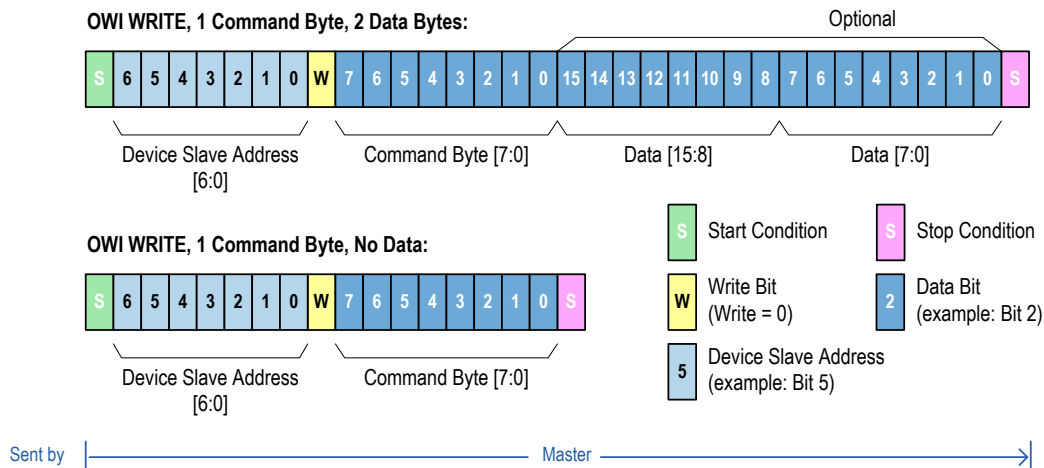 OWI WRITE, 1 Command Byte, 2 Data Bytes:
Optional
S 6 5 4 3 2 1 0 W 7 6 5 4 3 2 1 0 15 14 13 12 11 10 9 8 7 6 5 4 3 2 1 0 S
Device Slave Address
[6:0]
Command Byte [7:0]
Data [15:8]
Data [7:0]
OWI WRITE, 1 Command Byte, No Data:
S 6 5 4 3 2 1 0 W 7 6 5 4 3 2 1 0 S
Device Slave Address
[6:0]
Command Byte [7:0]
S Start Condition
S Stop Condition
W Write Bit
(Write = 0)
2 Data Bit
(example: Bit 2)
5 Device Slave Address
(example: Bit 5)
Sent by
Master